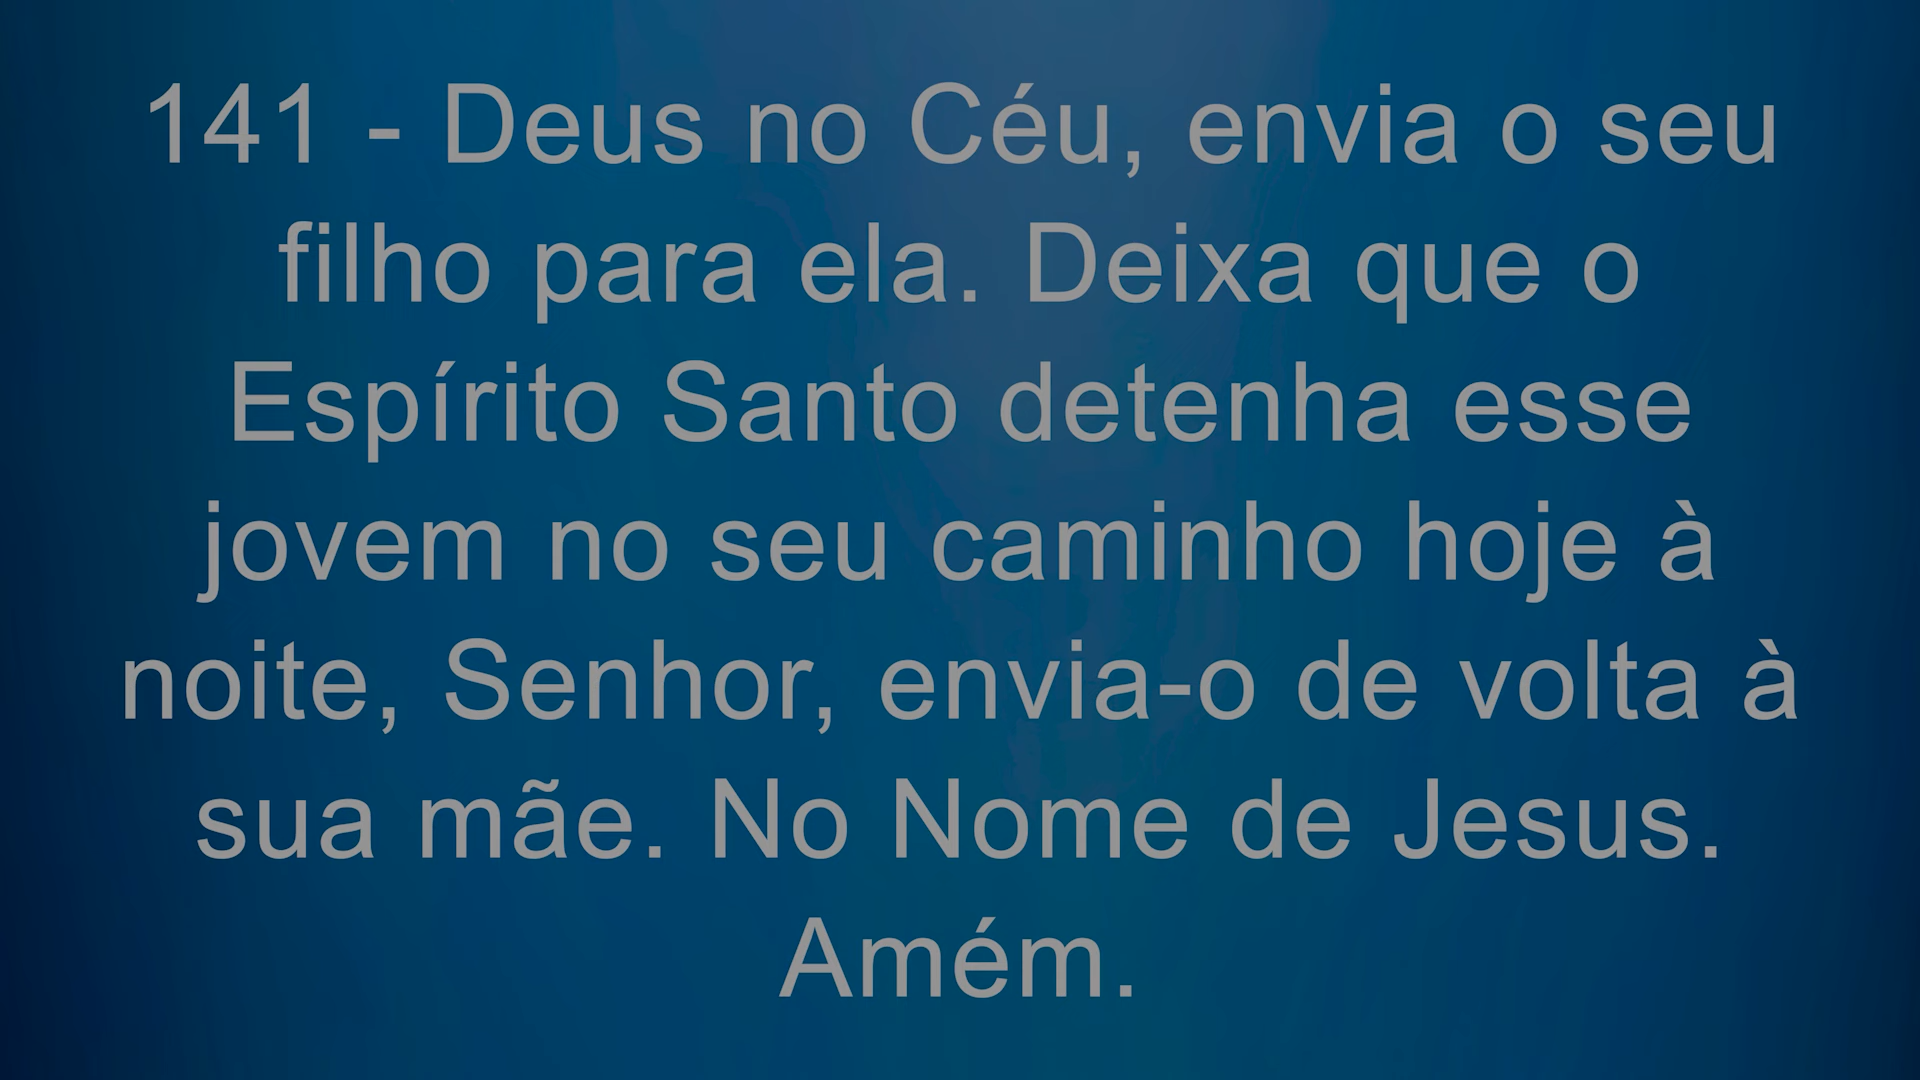 141 - Deus no Céu, envia o seu
filho para ela. Deixa que o
Espírito Santo detenha esse
jovem no seu caminho hoje à
noite, Senhor, envia-o de volta à
sua mãe. No Nome de Jesus.
Amém.